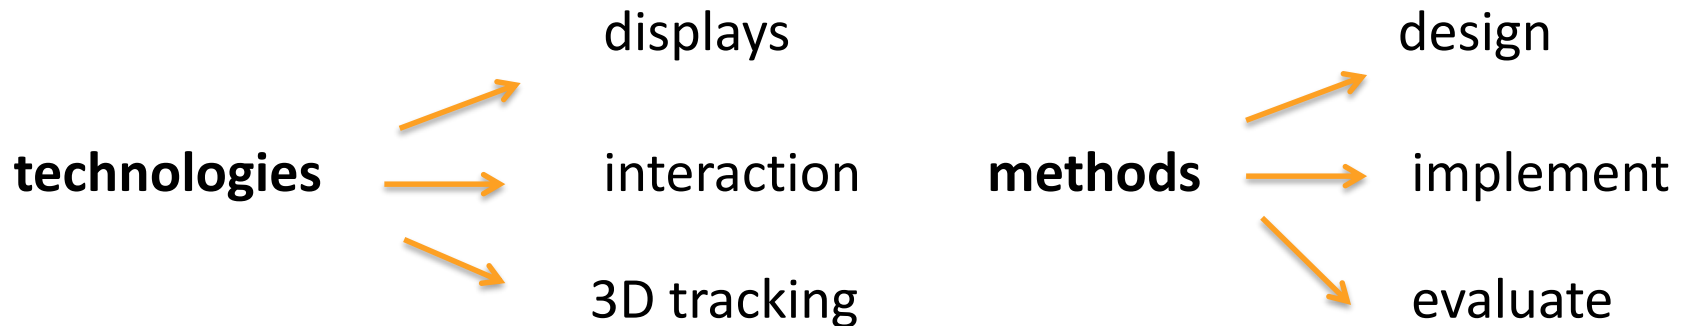 displays
technologies
interaction
3D tracking
design
methods
implement
evaluate